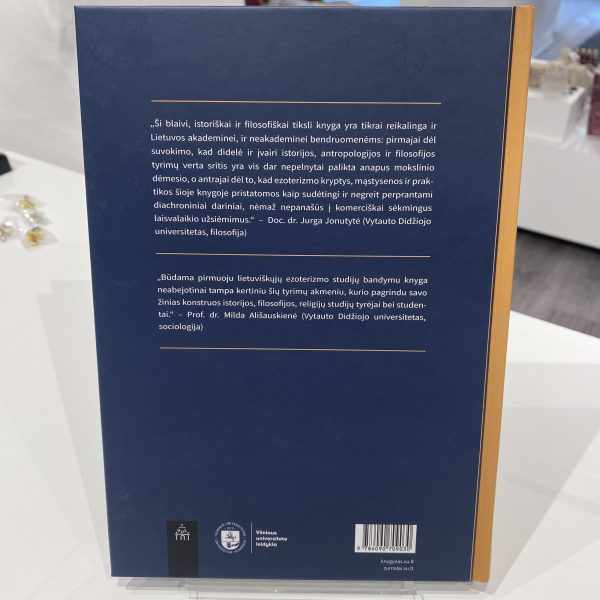 „Ši blaivi, istoriškai ir filosofiškai tiksli knyga yra tikrai reikalinga ir
Lietuvos akademinei, ir neakademinei bendruomenėms: pirmajai dėl
suvokimo, kad didelė ir įvairi istorijos, antropologijos ir filosofijos
tyrimų verta sritis yra vis dar nepelnytai palikta anapus mokslinio
dėmesio, o antrajai dėl to, kad ezoterizmo kryptys, mąstysenos ir prak-
tikos šioje knygoje pristatomos kaip sudėtingi ir negreit perprantami
diachroniniai dariniai, nėmaž nepanašūs į komerciškai sėkmingus
laisvalaikio užsiėmimus.“ – Doc. dr. Jurga Jonutytė (Vytauto Didžiojo
universitetas, filosofija)
„Būdama pirmuoju lietuviškųjų ezoterizmo studijų bandymu knyga
neabejotinai tampa kertiniu šių tyrimų akmeniu, kurio pagrindu savo
žinias konstruos istorijos, filosofijos, religijų studijų tyrėjai bei studen-
tai.“ – Prof. dr. Milda Ališauskienė (Vytauto Didžiojo universitetas,
sociologija)
Vilniaus
universiteto
leidykla
9 786090 709030
knygynas.vu.lt
zurnalai.vu.lt